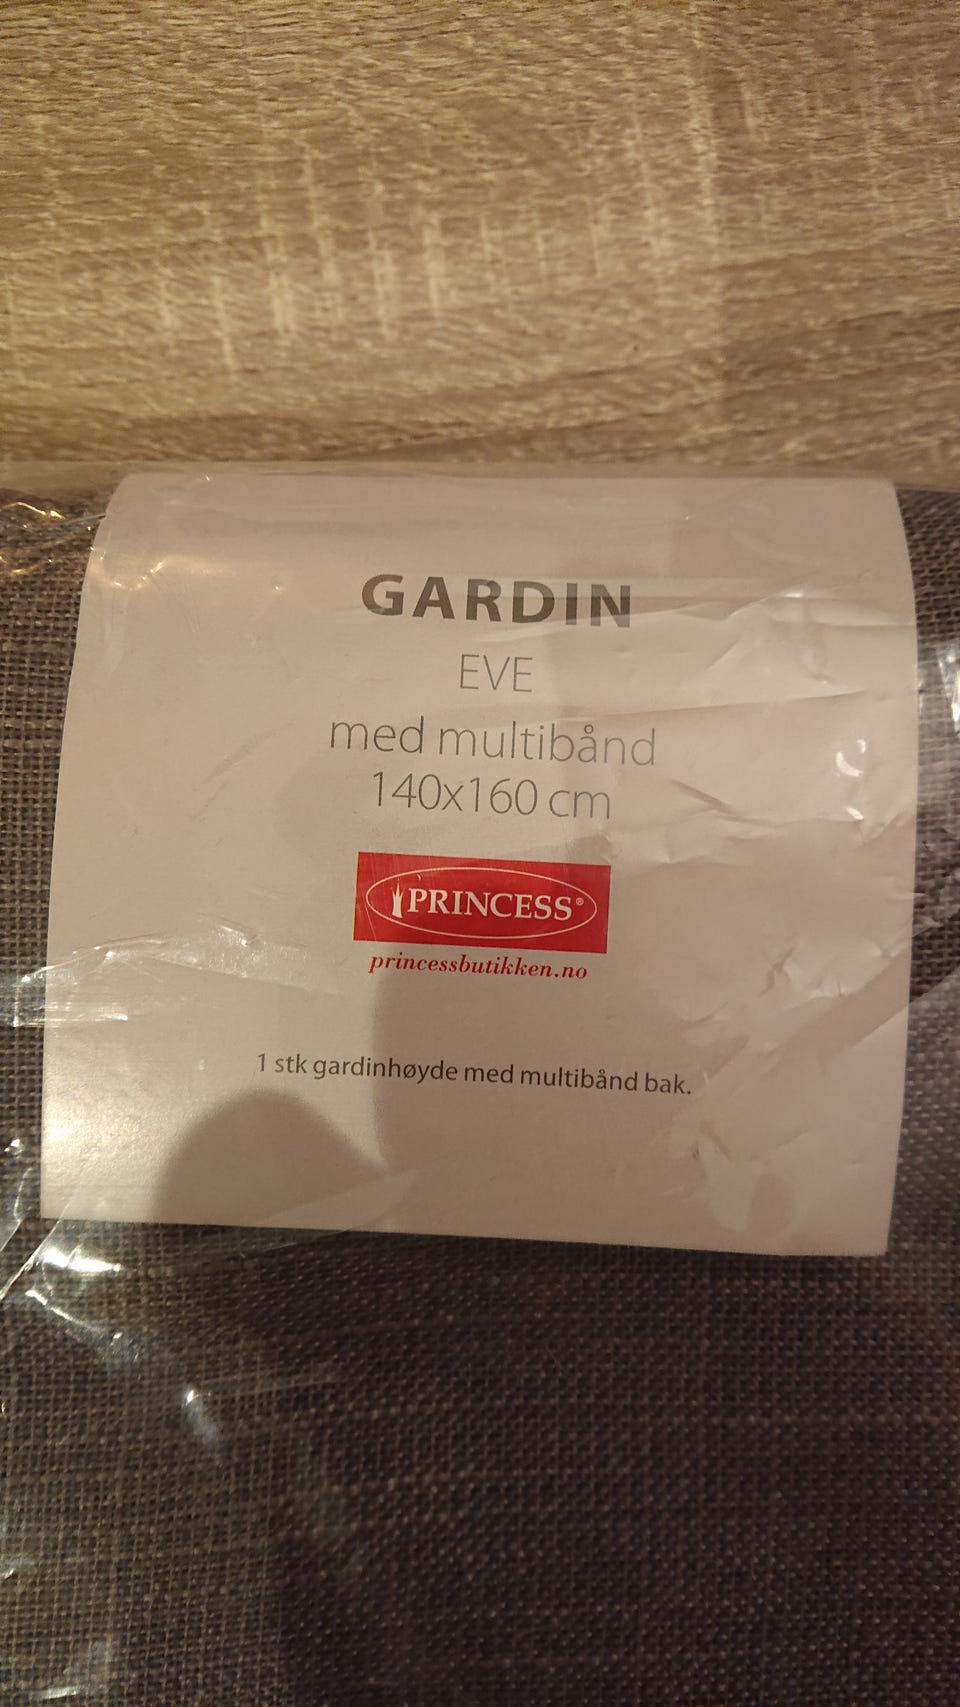 GARDIN
EVE
med multibånd
140x160 cm
PRINCESS®
princessbutikken.no
1 stk gardinhøyde med multibånd bak.